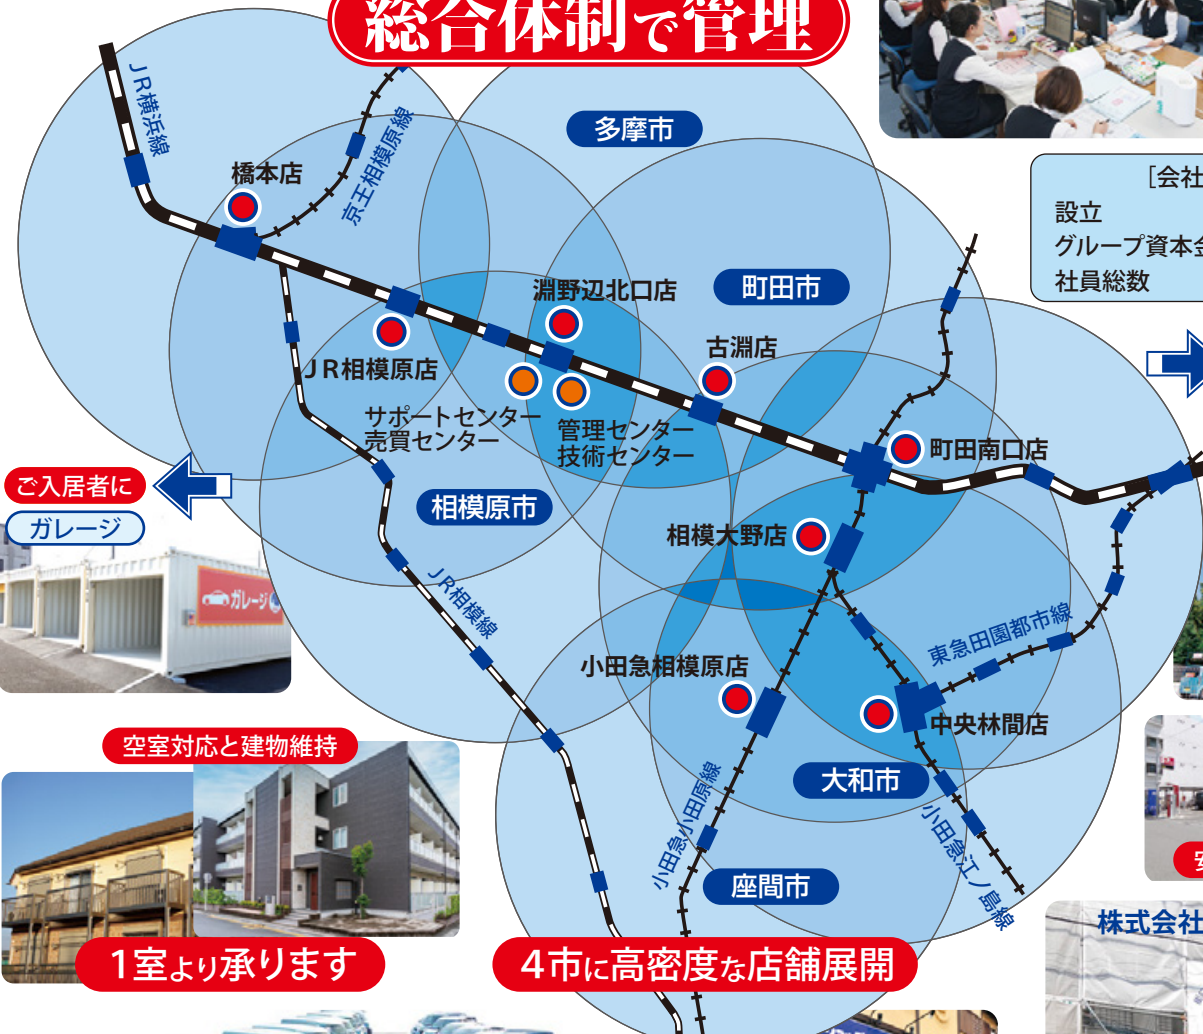 総合体制で管理
JR横浜線
京王相模原線
多摩市
橋本店
[会社
設立
グループ資本金
社員総数
淵野辺北口店
町田市
古淵店
JR相模原店
サポートセンター
売買センター
管理センター
技術センター
町田南口店
ご入居者に
ガレージ
相模原市
相模大野店
ガレージ
JR相模線
東急田園都市線
小田急相模原店
中央林間店
空室対応と建物維持
大和市
小田急小田原線
小田急江ノ島線
座間市
株式会社
1室より承ります
4市に高密度な店舗展開